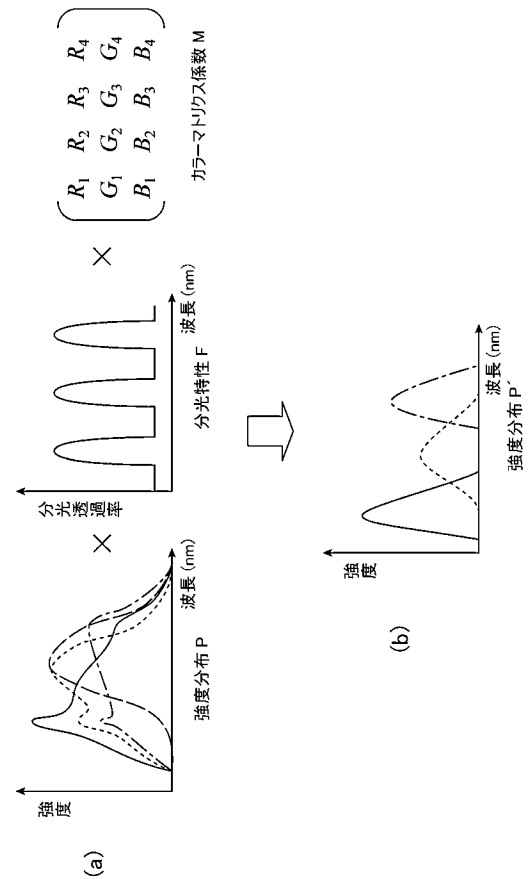 (a)
強度
波長(nm)
強度分布 P
×
分光透過率
波長(nm)
分光特性 F
×
R1 R2 R3 R4
G1 G2 G3 G4
B1 B2 B3 B4
カラーマトリクス係数 M
(b)
強度
波長(nm)
強度分布 P´